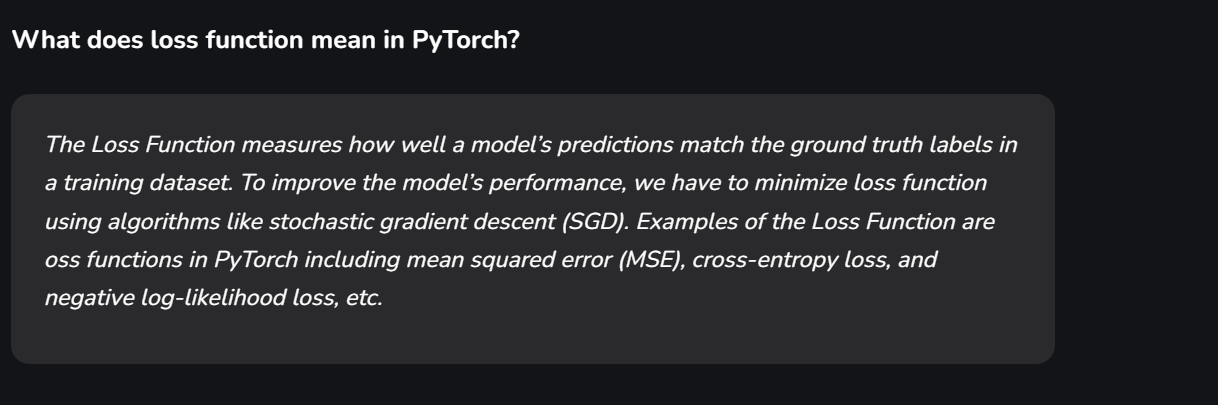 What does loss function mean in PyTorch?
The Loss Function measures how well a model’s predictions match the ground truth labels in
a training dataset. To improve the model’s performance, we have to minimize loss function
using algorithms like stochastic gradient descent (SGD). Examples of the Loss Function are
oss functions in PyTorch including mean squared error (MSE), cross-entropy loss, and
negative log-likelihood loss, etc.